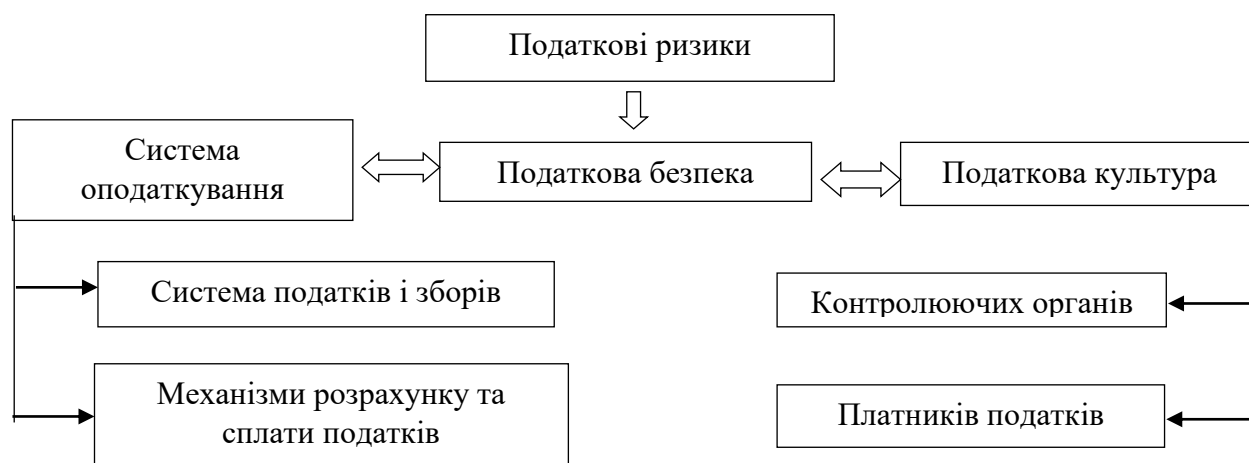 Податкові ризики
Система
оподаткування
Податкова безпека
Податкова культура
Система податків і зборів
Контролюючих органів
Механізми розрахунку та
сплати податків
Платників податків